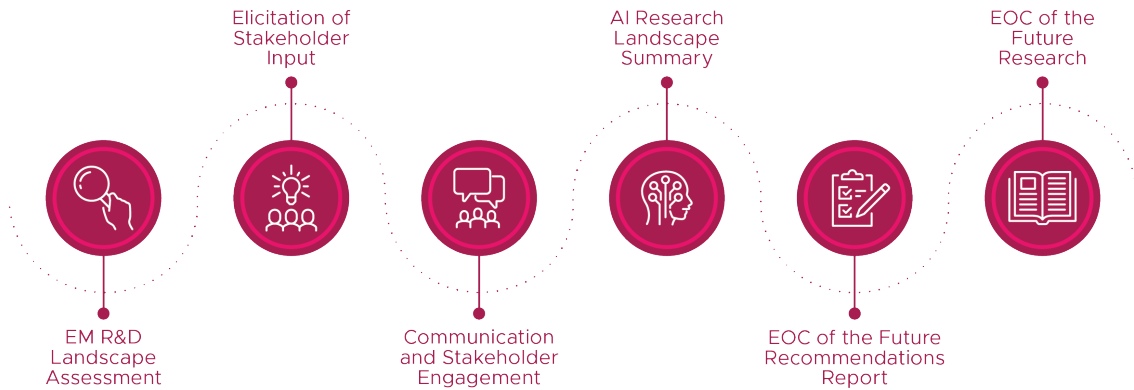 EM R&D
Landscape
Assessment
Elicitation of
Stakeholder
Input
Communication
and Stakeholder
Engagement
AI Research
Landscape
Summary
EOC of the Future
Recommendations
Report
EOC of the
Future
Research